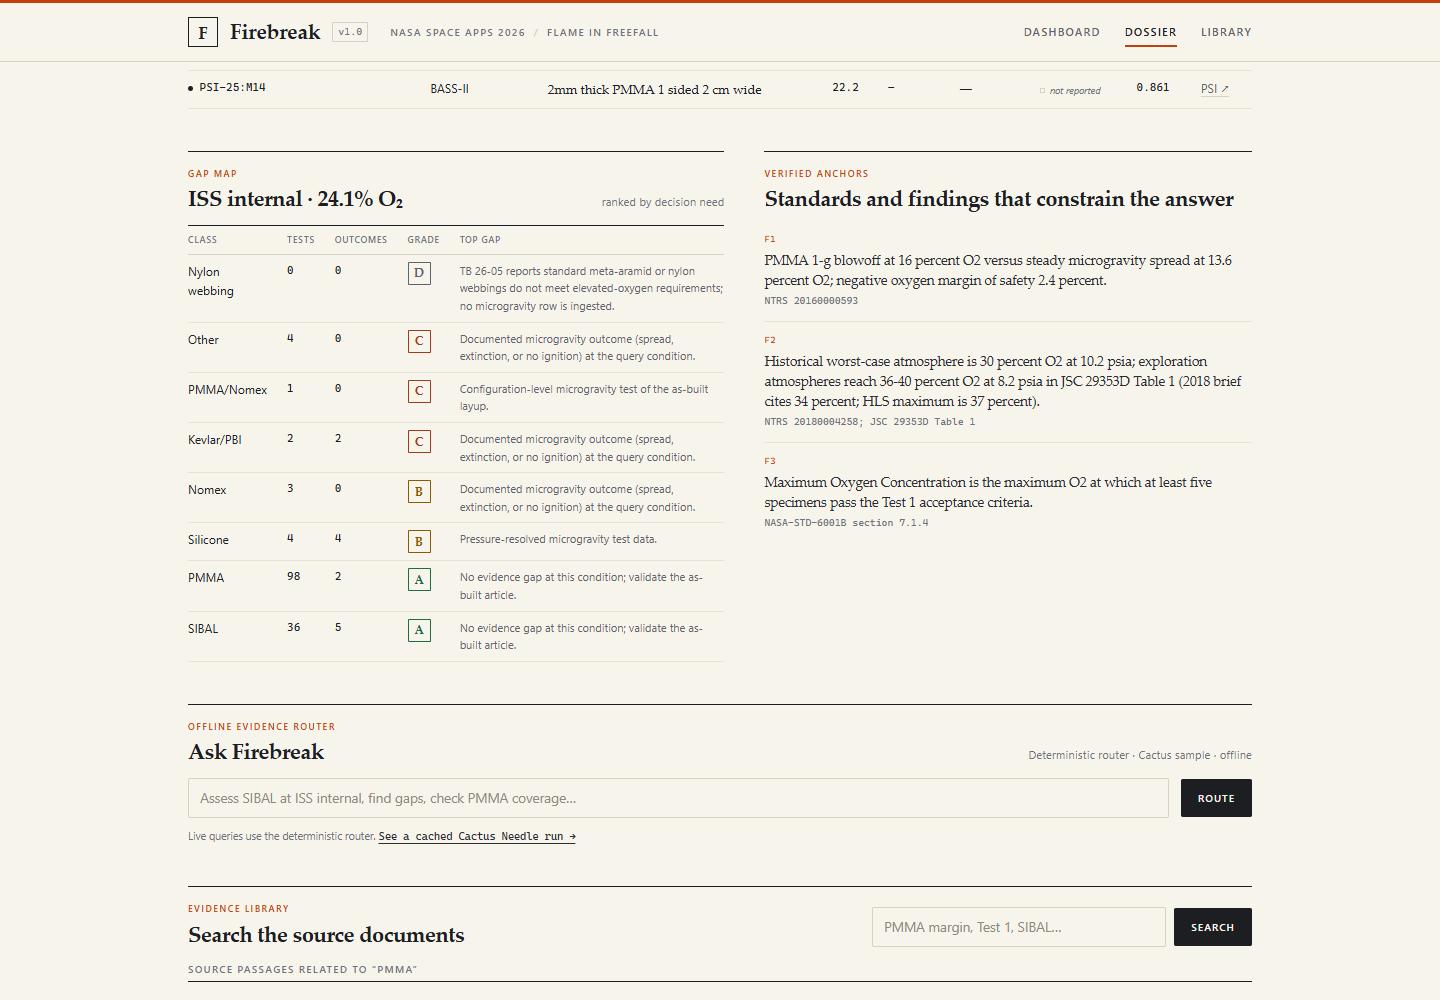 F Firebreak v1.0 NASA SPACE APPS 2026 / FLAME IN FREEFALL DASHBOARD DOSSIER LIBRARY
• PSI-25:M14 BASS-II 2mm thick PMMA 1 sided 2 cm wide 22.2 – — □ not reported 0.861 PSI ↗
GAP MAP
ISS internal · 24.1% O₂ ranked by decision need
CLASS TESTS OUTCOMES GRADE TOP GAP
Nylon webbing 0 0 D TB 26-05 reports standard meta-aramid or nylon
webbings do not meet elevated-oxygen requirements;
no microgravity row is ingested.
Other 4 0 C Documented microgravity outcome (spread,
extinction, or no ignition) at the query condition.
PMMA/Nomex 1 0 C Configuration-level microgravity test of the as-built
layup.
Kevlar/PBI 2 2 C Documented microgravity outcome (spread,
extinction, or no ignition) at the query condition.
Nomex 3 0 B Documented microgravity outcome (spread,
extinction, or no ignition) at the query condition.
Silicone 4 4 B Pressure-resolved microgravity test data.
PMMA 98 2 A No evidence gap at this condition; validate the as-
built article.
SIBAL 36 5 A No evidence gap at this condition; validate the as-
built article.
VERIFIED ANCHORS
Standards and findings that constrain the answer
F1
PMMA 1-g blowoff at 16 percent O2 versus steady microgravity spread at 13.6
percent O2; negative oxygen margin of safety 2.4 percent.
NTRS 20160000593
F2
Historical worst-case atmosphere is 30 percent O2 at 10.2 psia; exploration
atmospheres reach 36-40 percent O2 at 8.2 psia in JSC 29353D Table 1 (2018 brief
cites 34 percent; HLS maximum is 37 percent).
NTRS 20180004258; JSC 29353D Table 1
F3
Maximum Oxygen Concentration is the maximum O2 at which at least five
specimens pass the Test 1 acceptance criteria.
NASA-STD-6001B section 7.1.4
OFFLINE EVIDENCE ROUTER
Ask Firebreak Deterministic router · Cactus sample · offline
Assess SIBAL at ISS internal, find gaps, check PMMA coverage... ROUTE
Live queries use the deterministic router. See a cached Cactus Needle run →
EVIDENCE LIBRARY
Search the source documents PMMA margin, Test 1, SIBAL... SEARCH
SOURCE PASSAGES RELATED TO "PMMA"